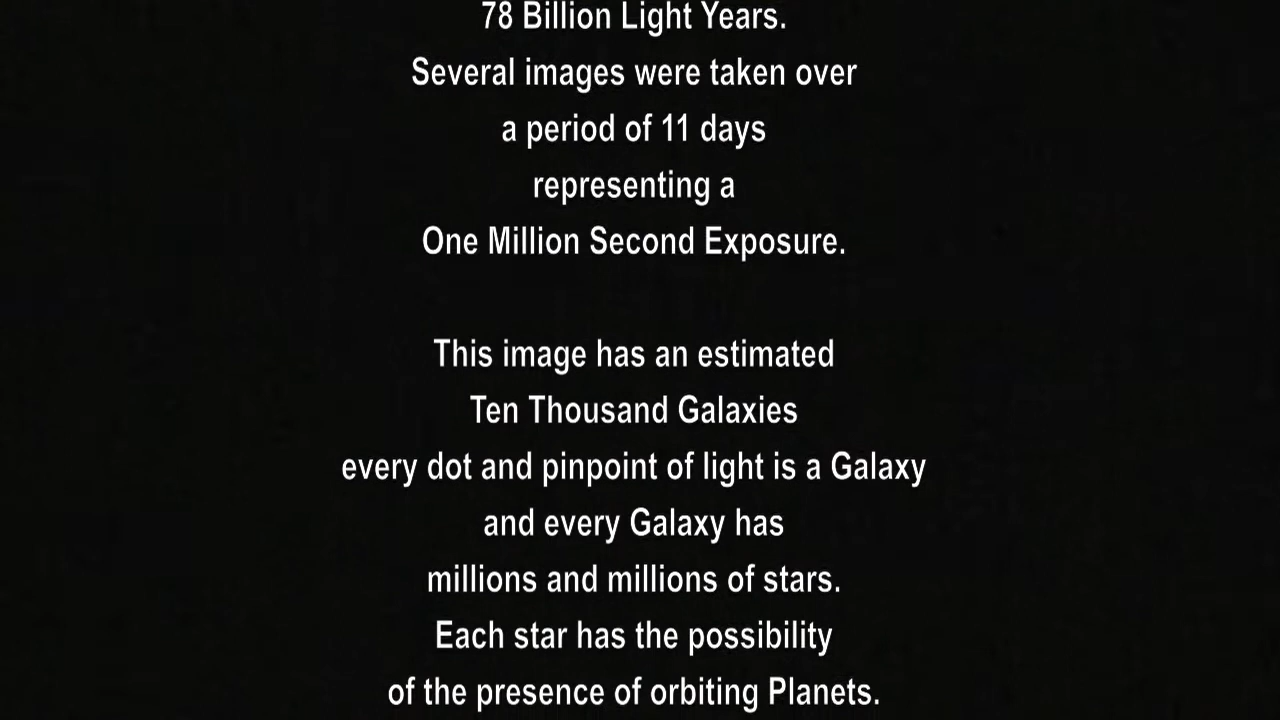 78 Billion Light Years.
Several images were taken over
a period of 11 days
representing a
One Million Second Exposure.
This image has an estimated
Ten Thousand Galaxies
every dot and pinpoint of light is a Galaxy
and every Galaxy has
millions and millions of stars.
Each star has the possibility
of the presence of orbiting Planets.